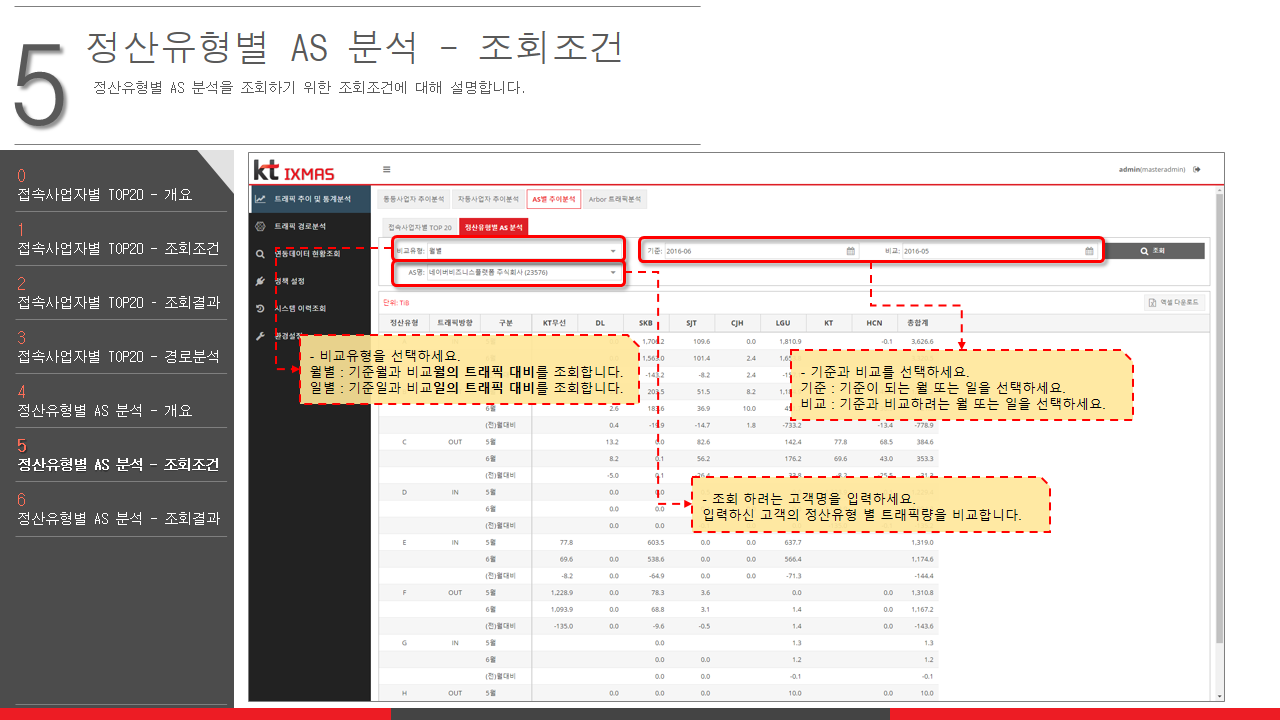 5
정산유형별 AS 분석 - 조회조건
정산유형별 AS 분석을 조회하기 위한 조회조건에 대해 설명합니다.
0
접속사업자별 TOP20 - 개요
1
접속사업자별 TOP20 - 조회조건
2
접속사업자별 TOP20 - 조회결과
3
접속사업자별 TOP20 - 경로분석
4
정산유형별 AS 분석 - 개요
5
정산유형별 AS 분석 - 조회조건
6
정산유형별 AS 분석 - 조회결과
kt IXMAS
admin(masteradmin)
트래픽 추이 및 통계분석
트래픽 경로분석
연동데이터 현황조회
정책 설정
시스템 이력조회
환경설정
동등사업자 추이분석 차등사업자 추이분석 AS별 추이분석 Arbor 트래픽분석
접속사업자별 TOP 20 정산유형별 AS 분석
비교유형: 월별 기준: 2016-06 비교: 2016-05 조회
AS명: 네이버비즈니스플랫폼 주식회사 (23576)
단위: TiB 엑셀 다운로드
정산유형 트래픽방향 구분 KT무선 DL SKB SJT CJH LGU KT HCN 총합계
109.6 0.0 1,810.9 -0.1 3,626.6
101.4 2.4
-8.2 2.4
51.5 8.2
6월 2.6 36.9 10.0
(전)월대비 0.4 -19.9 -14.7 1.8 -733.2 -13.4 -778.9
C OUT 5월 13.2 0.0 82.6 142.4 77.8 68.5 384.6
6월 8.2 0.1 56.2 176.2 69.6 43.0 353.3
(전)월대비 -5.0 0.1
D IN 5월 0.0 0.0
6월 0.0 0.0
(전)월대비 0.0 0.0
E IN 5월 77.8 603.5 0.0 0.0 637.7 1,319.0
6월 69.6 0.0 538.6 0.0 0.0 566.4 1,174.6
(전)월대비 -8.2 0.0 -64.9 0.0 0.0 -71.3 -144.4
F OUT 5월 1,228.9 0.0 78.3 3.6 0.0 0.0 1,310.8
6월 1,093.9 0.0 68.8 3.1 1.4 0.0 1,167.2
(전)월대비 -135.0 0.0 -9.6 -0.5 1.4 0.0 -143.6
G IN 5월 0.0 1.3 1.3
6월 0.0 0.0 1.2 1.2
(전)월대비 0.0 0.0 -0.1 -0.1
H OUT 5월 0.0 0.0 0.0 10.0 0.0 10.0
- 비교유형을 선택하세요.
월별 : 기준월과 비교월의 트래픽 대비를 조회합니다.
일별 : 기준일과 비교일의 트래픽 대비를 조회합니다.
- 기준과 비교를 선택하세요.
기준 : 기준이 되는 월 또는 일을 선택하세요.
비교 : 기준과 비교하려는 월 또는 일을 선택하세요.
- 조회 하려는 고객명을 입력하세요.
입력하신 고객의 정산유형 별 트래픽량을 비교합니다.